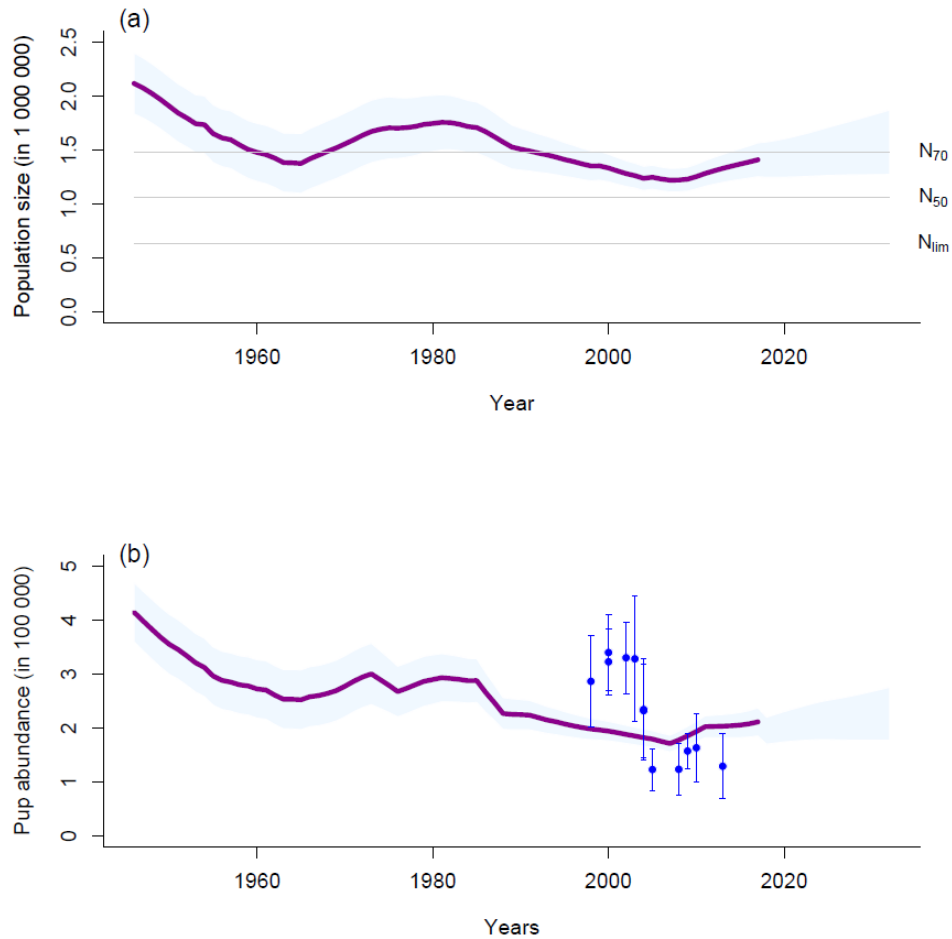 (a)
Population size (in 1 000 000)
2.5
2.0
1.5
1.0
0.5
0.0
N70
N50
Nlim
1960 1980 2000 2020
Year
(b)
Pup abundance (in 100 000)
5
4
3
2
1
0
1960 1980 2000 2020
Years